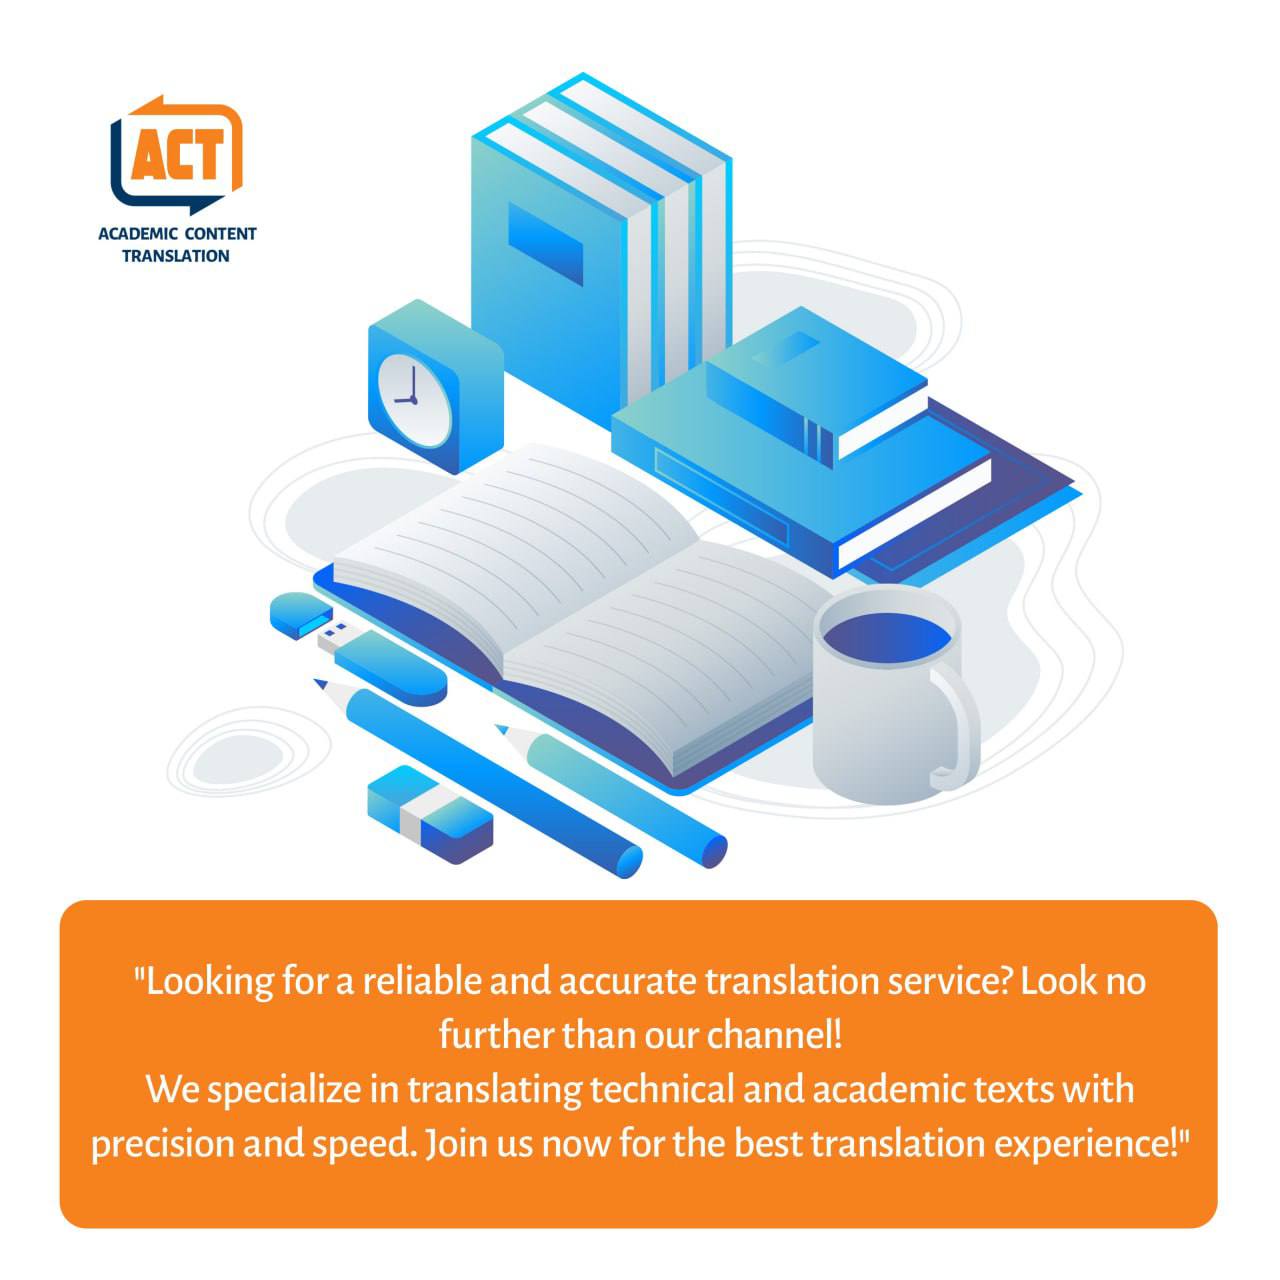 ACT
ACADEMIC CONTENT
TRANSLATION
"Looking for a reliable and accurate translation service? Look no
further than our channel!
We specialize in translating technical and academic texts with
precision and speed. Join us now for the best translation experience!"